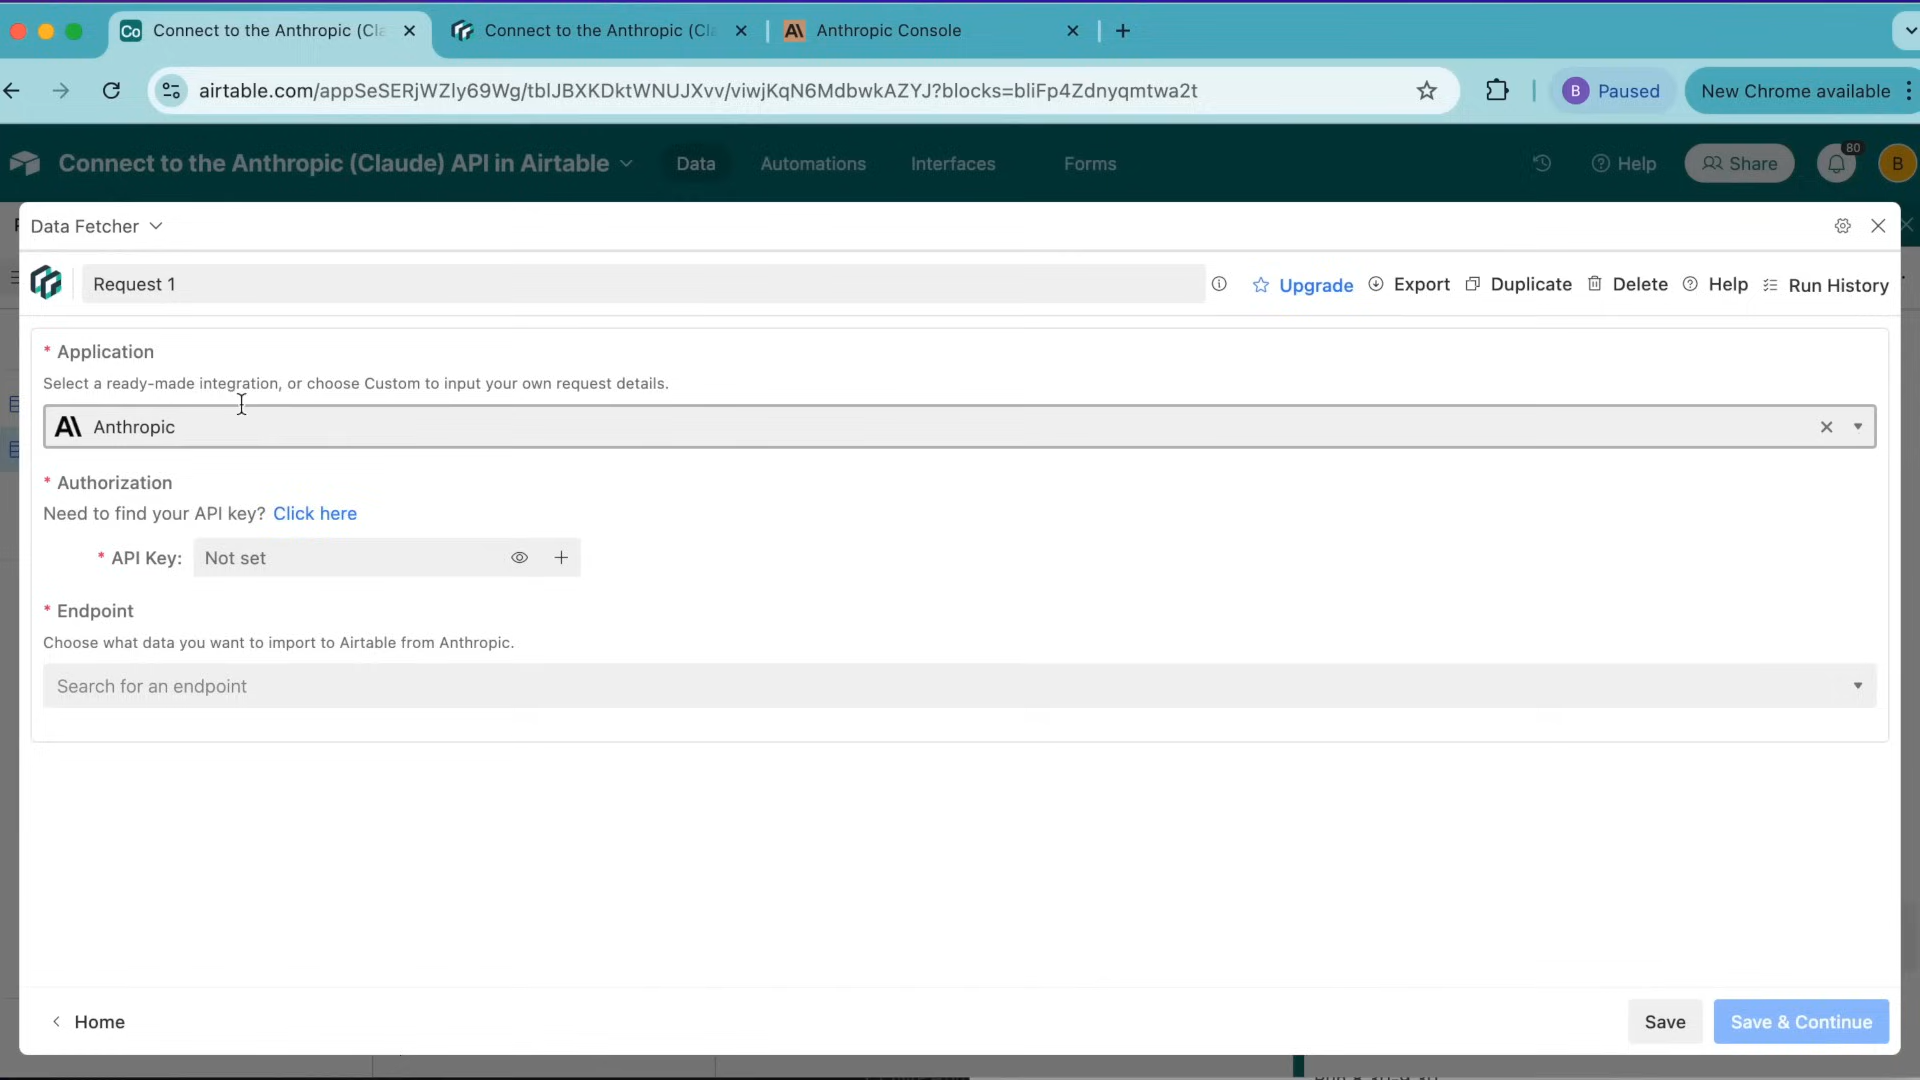 Co Connect to the Anthropic (Cla
Connect to the Anthropic (Cla
Anthropic Console
airtable.com/appSeSERjWZly69Wg/tblJBXKDktWNUJXvv/viwjKqN6MdbwkAZYJ?blocks=bliFp4Zdnyqmtwa2t
B Paused
New Chrome available
Connect to the Anthropic (Claude) API in Airtable
Data
Automations
Interfaces
Forms
Help
Share
80
B
Data Fetcher
Request 1
Upgrade
Export
Duplicate
Delete
Help
Run History
* Application
Select a ready-made integration, or choose Custom to input your own request details.
Anthropic
* Authorization
Need to find your API key? Click here
* API Key: Not set
* Endpoint
Choose what data you want to import to Airtable from Anthropic.
Search for an endpoint
Home
Save
Save & Continue